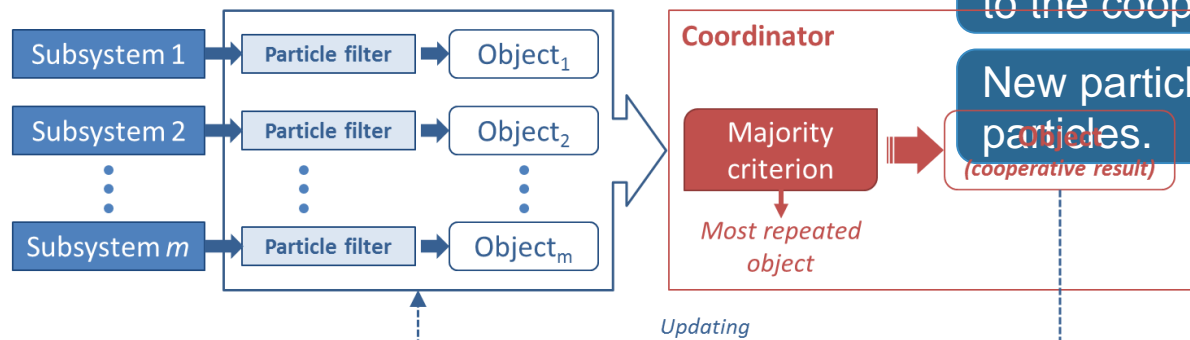 to the coop
Coordinator
Subsystem 1
Particle filter
Object1
New particl
particles.
Subsystem 2
Particle filter
Object2
Majority
criterion
Object
(cooperative result)
Most repeated
object
Subsystem m
Particle filter
Objectm
Updating